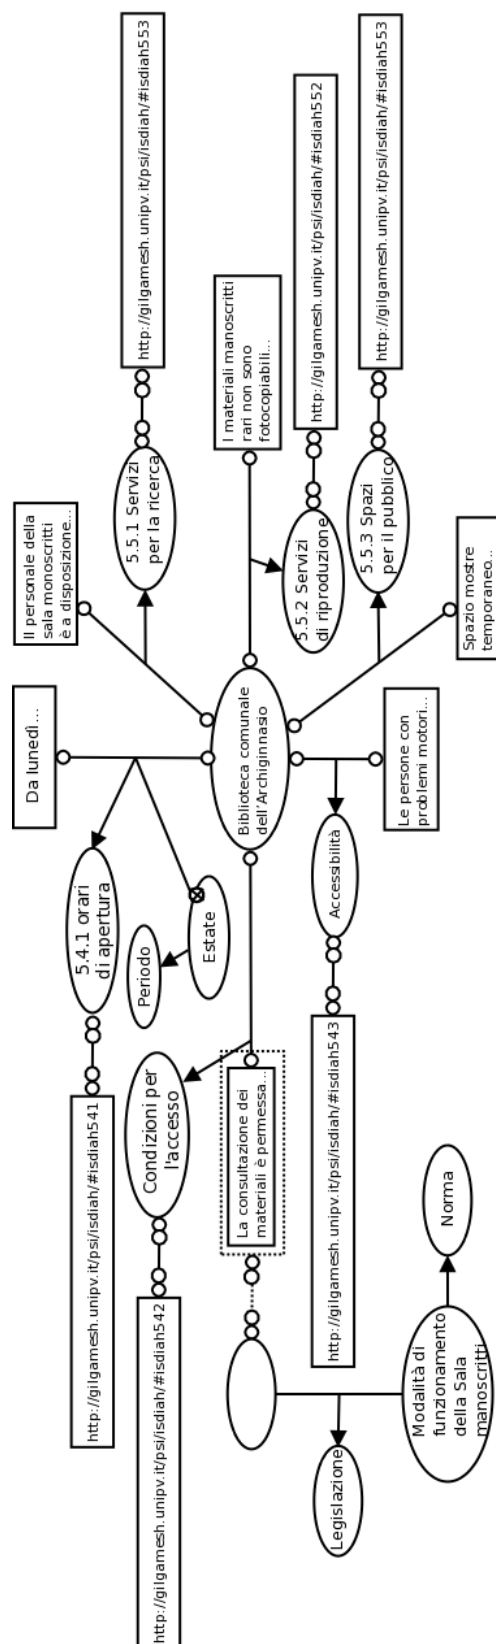 http://gilgamesh.unipv.it/psi/isdiah/#isdiah542
http://gilgamesh.unipv.it/psi/isdiah/#isdiah541
Condizioni per
l'accesso
5.4.1 orari
di apertura
Periodo
Estate
Da lunedì...
Il personale della
sala monoscritti
è a disposizione...
5.5.1 Servizi
per la ricerca
http://gilgamesh.unipv.it/psi/isdiah/#isdiah553
Legislazione
La consultazione dei
materiali è permessa...
Biblioteca comunale
dell'Archiginnasio
I materiali manoscritti
rari non sono
fotocopiabili...
5.5.2 Servizi
di riproduzione
http://gilgamesh.unipv.it/psi/isdiah/#isdiah552
http://gilgamesh.unipv.it/psi/isdiah/#isdiah543
Accessibilità
5.5.3 Spazi
per il pubblico
http://gilgamesh.unipv.it/psi/isdiah/#isdiah553
Modalità di
funzionamento
della Sala
manoscritti
Norma
Le persone con
problemi motori...
Spazio mostre
temporaneo...